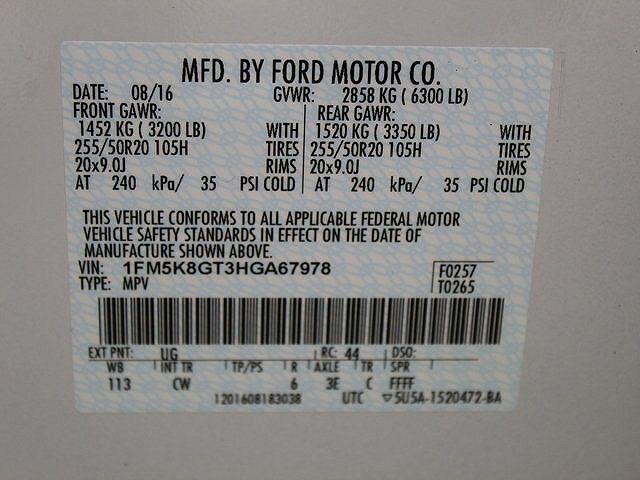 MFD. BY FORD MOTOR CO.
DATE: 08/16 GVWR: 2858 KG ( 6300 LB)
FRONT GAWR: REAR GAWR:
1452 KG ( 3200 LB) WITH 1520 KG ( 3350 LB) WITH
255/50R20 105H TIRES 255/50R20 105H TIRES
20x9.0J RIMS 20x9.0J RIMS
AT 240 kPa/ 35 PSI COLD AT 240 kPa/ 35 PSI COLD
THIS VEHICLE CONFORMS TO ALL APPLICABLE FEDERAL MOTOR
VEHICLE SAFETY STANDARDS IN EFFECT ON THE DATE OF
MANUFACTURE SHOWN ABOVE.
VIN: 1FM5K8GT3HGA67978 F0257
TYPE: MPV T0265
EXT PNT: UG RC: 44 DSO:
WB INT TR TP/PS R AXLE TR SPR
113 CW 6 3E C FFFF
1201608183038 UTC ▽5U5A-1520472-BA